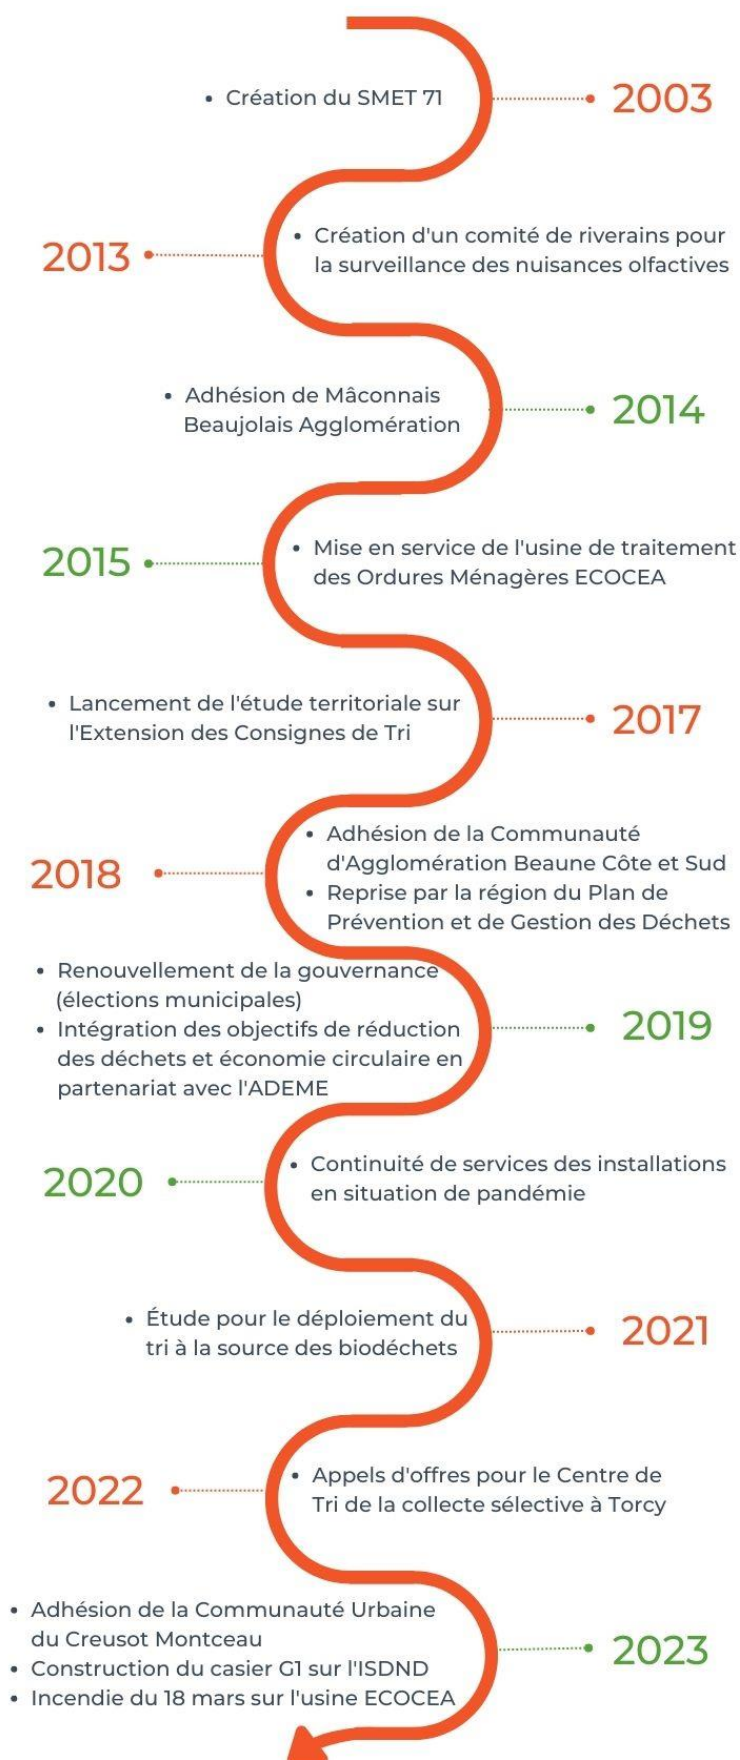 • Création du SMET 71
2003
2013
• Création d'un comité de riverains pour
la surveillance des nuisances olfactives
• Adhésion de Mâconnais
Beaujolais Agglomération
2014
2015
• Mise en service de l'usine de traitement
des Ordures Ménagères ECOCEA
• Lancement de l'étude territoriale sur
l'Extension des Consignes de Tri
2017
2018
• Adhésion de la Communauté
d'Agglomération Beaune Côte et Sud
• Reprise par la région du Plan de
Prévention et de Gestion des Déchets
• Renouvellement de la gouvernance
(élections municipales)
• Intégration des objectifs de réduction
des déchets et économie circulaire en
partenariat avec l'ADEME
2019
2020
• Continuité de services des installations
en situation de pandémie
• Étude pour le déploiement du
tri à la source des biodéchets
2021
2022
• Appels d'offres pour le Centre de
Tri de la collecte sélective à Torcy
• Adhésion de la Communauté Urbaine
du Creusot Montceau
• Construction du casier G1 sur l'ISDND
• Incendie du 18 mars sur l'usine ECOCEA
2023